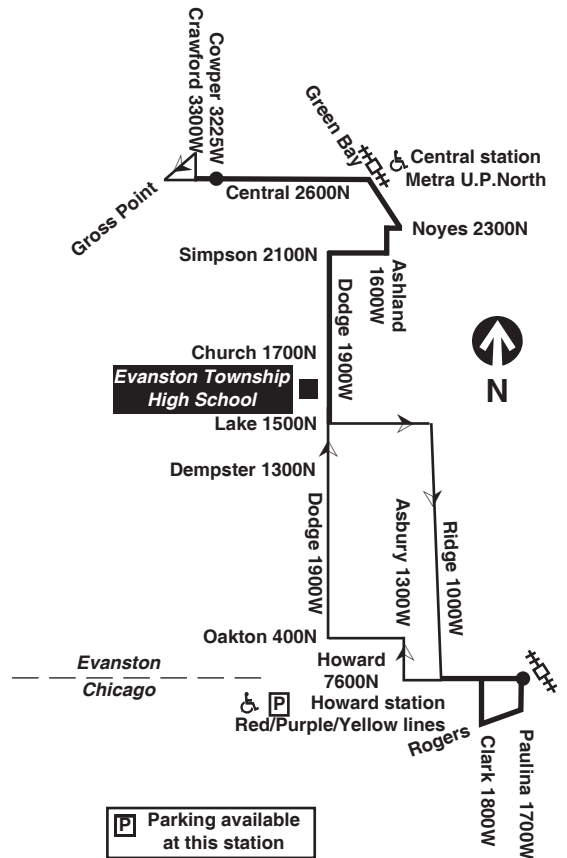 Cowper 3225W
Crawford 3300W
Green Bay
Central station
Metra U.P.North
Central 2600N
Gross Point
Noyes 2300N
Simpson 2100N
Ashland
1600W
Dodge 1900W
Church 1700N
Evanston Township
High School
N
Lake 1500N
Dempster 1300N
Dodge 1900W
Asbury 1300W
Ridge 1000W
Oakton 400N
Evanston
Chicago
Howard
7600N
P
Howard station
Red/Purple/Yellow lines
Rogers
Clark 1800W
Paulina 1700W
P Parking available
at this station